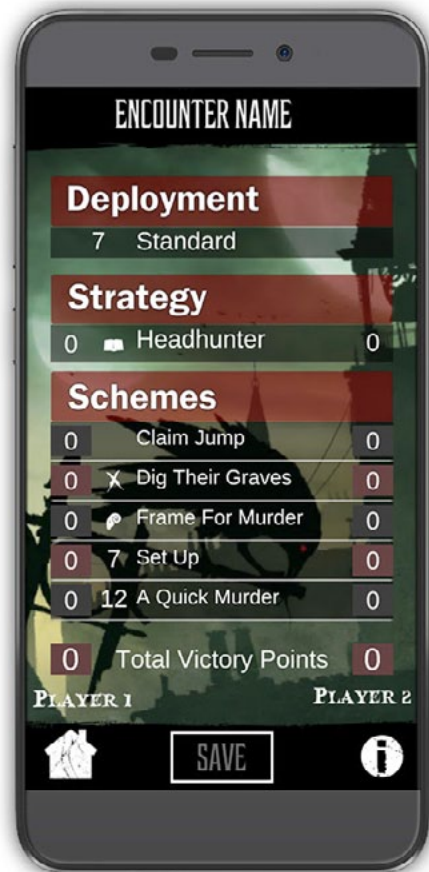 ENCOUNTER NAME
Deployment
7 Standard
Strategy
0 Headhunter 0
Schemes
0 Claim Jump 0
0 Dig Their Graves 0
0 Frame For Murder 0
0 7 Set Up 0
0 12 A Quick Murder 0
0 Total Victory Points 0
PLAYER 1 PLAYER 2
SAVE i